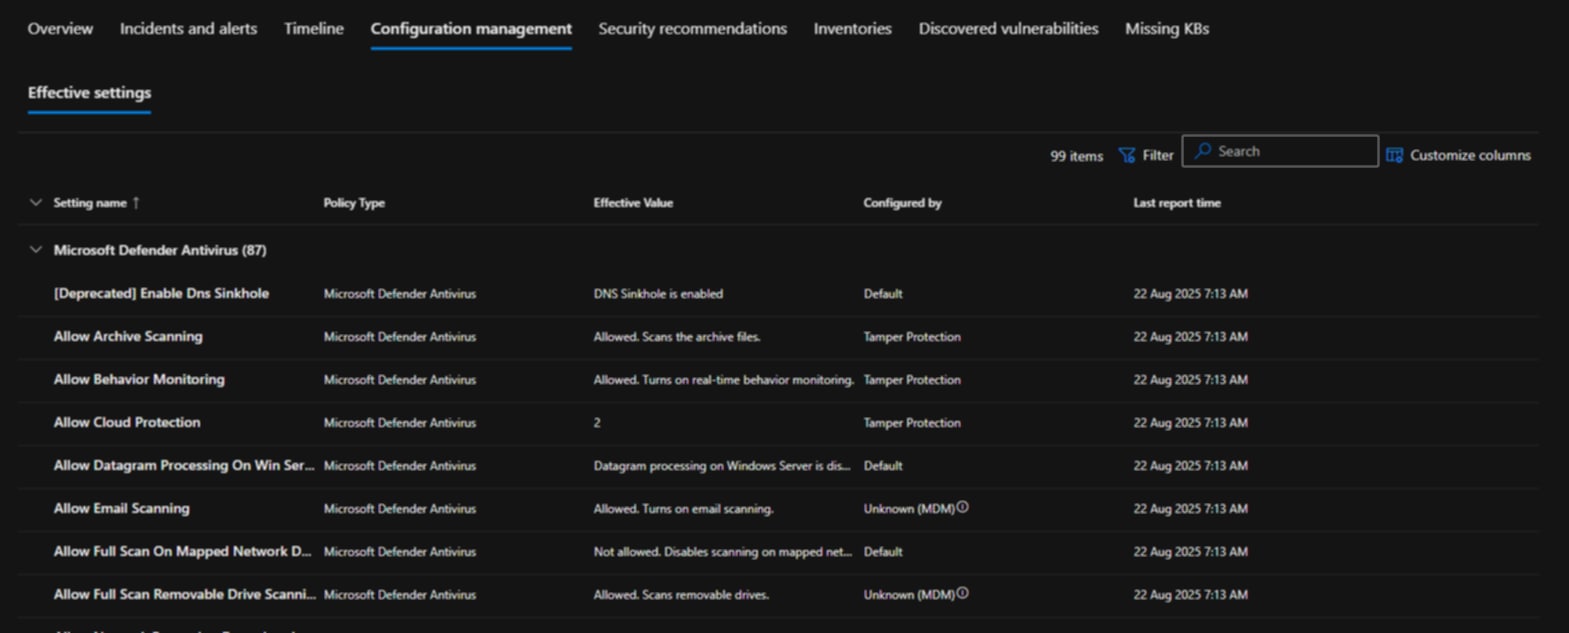 Overview Incidents and alerts Timeline Configuration management Security recommendations Inventories Discovered vulnerabilities Missing KBs
Effective settings
99 items Filter Search Customize columns
Setting name ↑ Policy Type Effective Value Configured by Last report time
Microsoft Defender Antivirus (87)
[Deprecated] Enable Dns Sinkhole Microsoft Defender Antivirus DNS Sinkhole is enabled Default 22 Aug 2025 7:13 AM
Allow Archive Scanning Microsoft Defender Antivirus Allowed. Scans the archive files. Tamper Protection 22 Aug 2025 7:13 AM
Allow Behavior Monitoring Microsoft Defender Antivirus Allowed. Turns on real-time behavior monitoring. Tamper Protection 22 Aug 2025 7:13 AM
Allow Cloud Protection Microsoft Defender Antivirus 2 Tamper Protection 22 Aug 2025 7:13 AM
Allow Datagram Processing On Win Ser... Microsoft Defender Antivirus Datagram processing on Windows Server is dis... Default 22 Aug 2025 7:13 AM
Allow Email Scanning Microsoft Defender Antivirus Allowed. Turns on email scanning. Unknown (MDM) 22 Aug 2025 7:13 AM
Allow Full Scan On Mapped Network D... Microsoft Defender Antivirus Not allowed. Disables scanning on mapped net... Default 22 Aug 2025 7:13 AM
Allow Full Scan Removable Drive Scanni... Microsoft Defender Antivirus Allowed. Scans removable drives. Unknown (MDM) 22 Aug 2025 7:13 AM